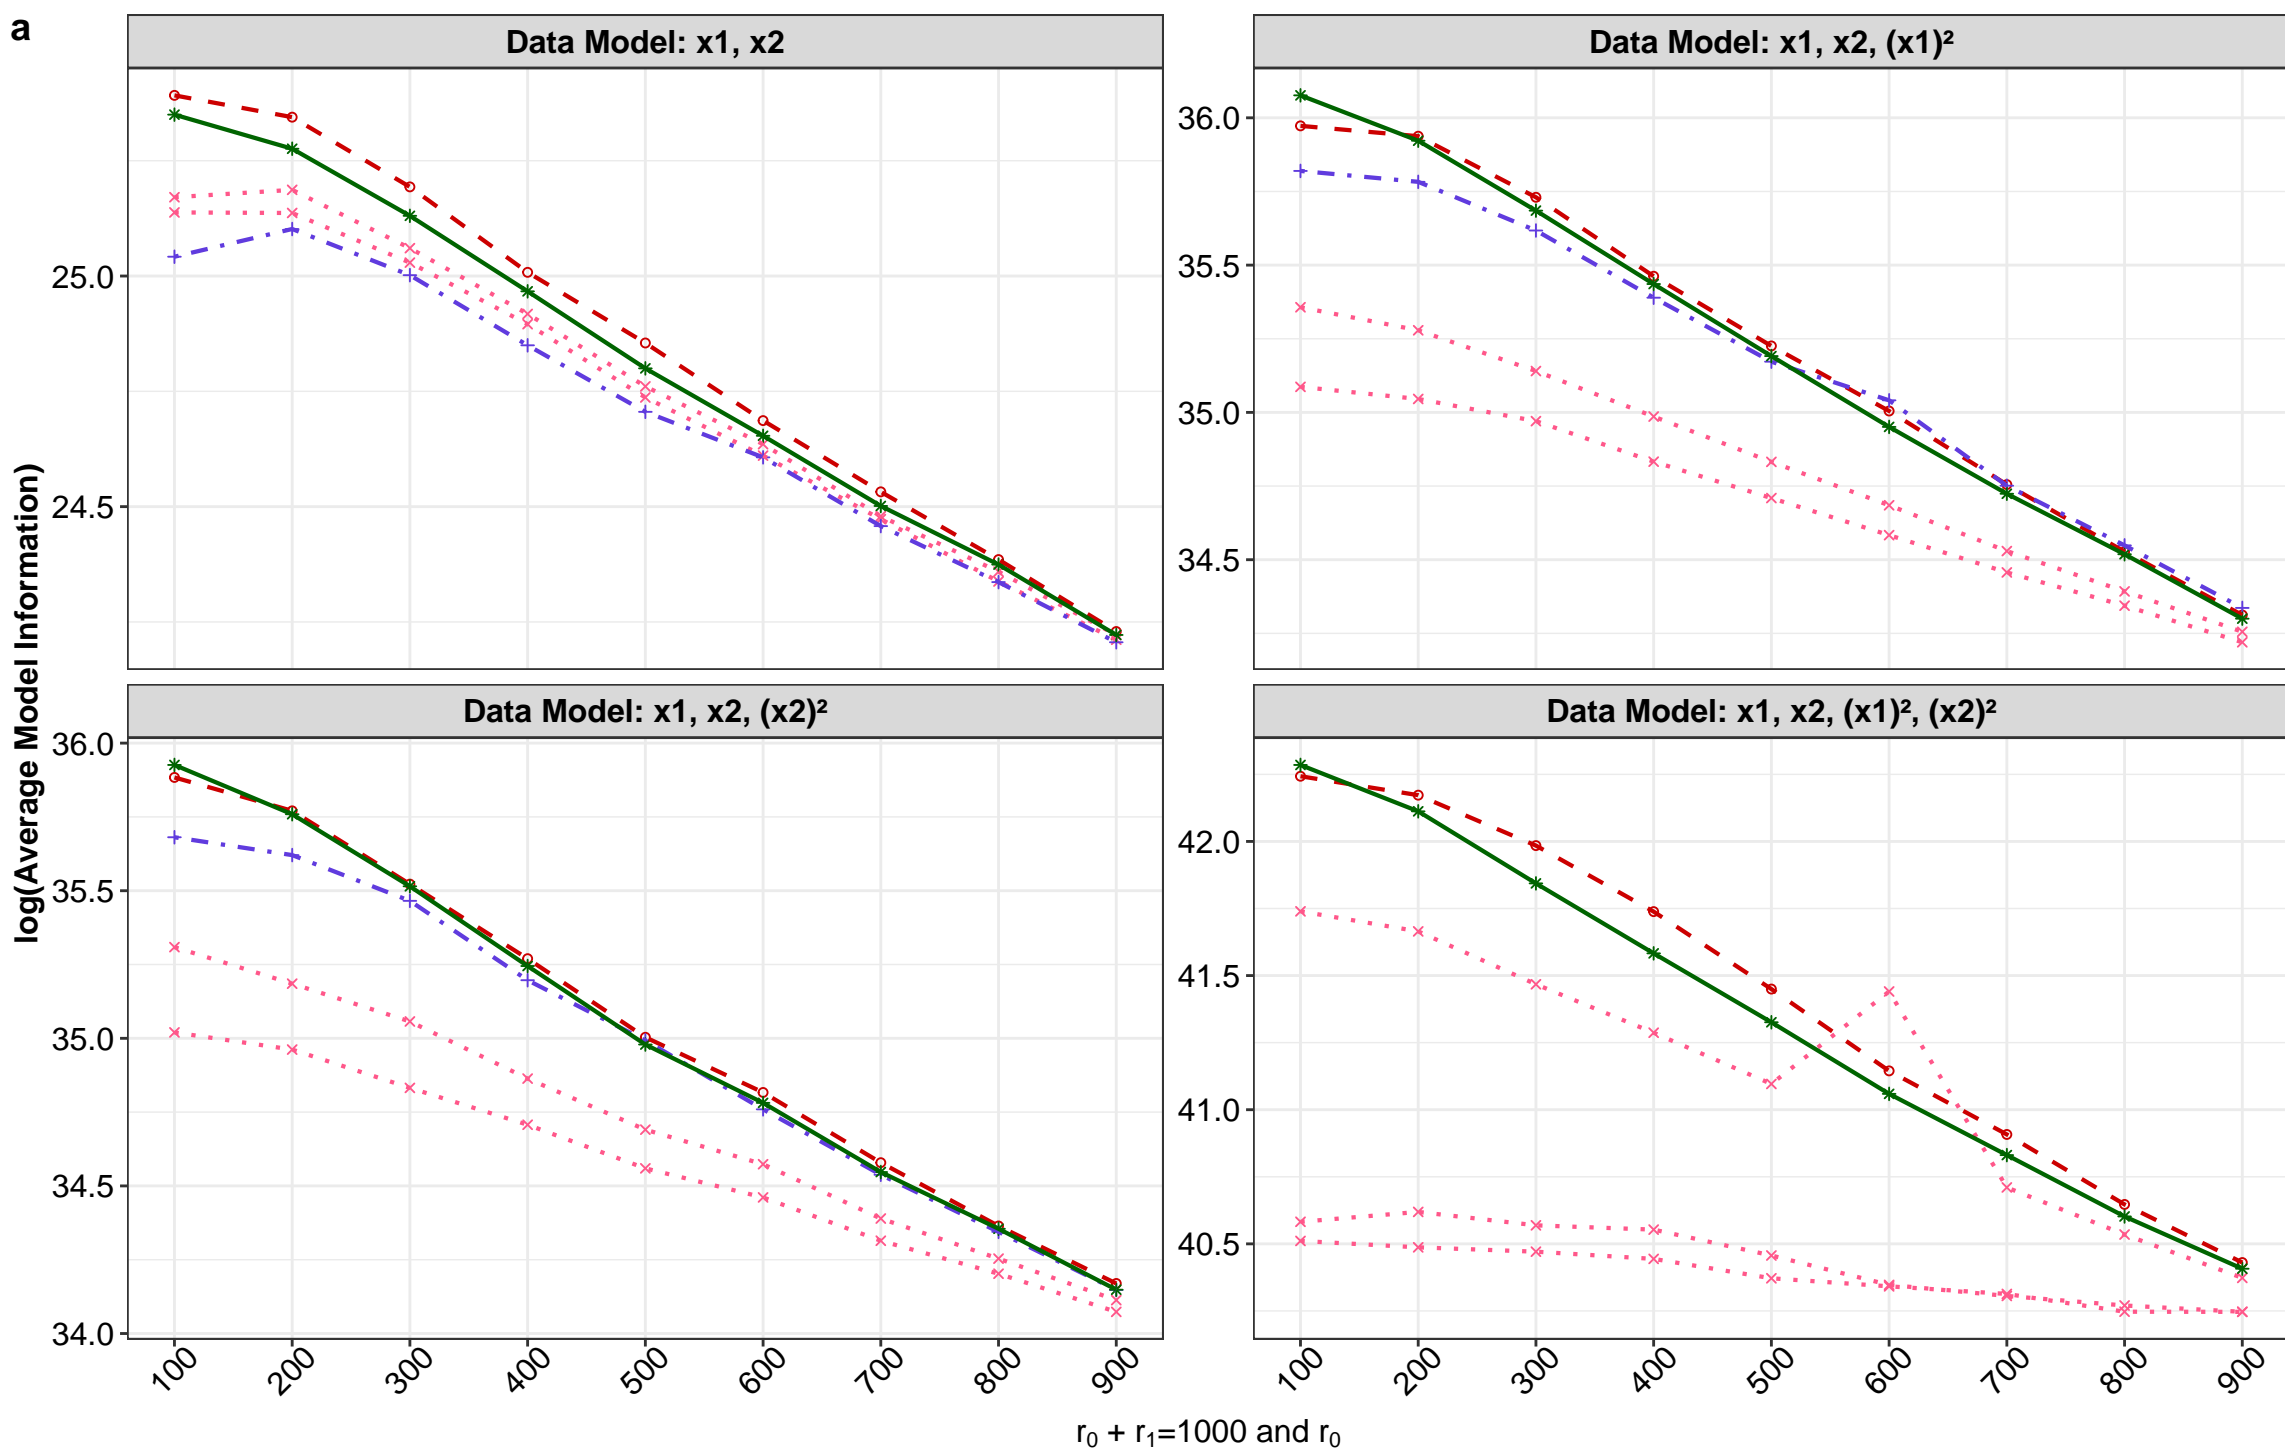 a
Data Model: x1, x2
Data Model: x1, x2, (x1)²
25.0
24.5
36.0
35.5
35.0
34.5
log(Average Model Information)
Data Model: x1, x2, (x2)²
Data Model: x1, x2, (x1)², (x2)²
36.0
35.5
35.0
34.5
34.0
42.0
41.5
41.0
40.5
100 200 300 400 500 600 700 800 900
100 200 300 400 500 600 700 800 900
r₀ + r₁=1000 and r₀